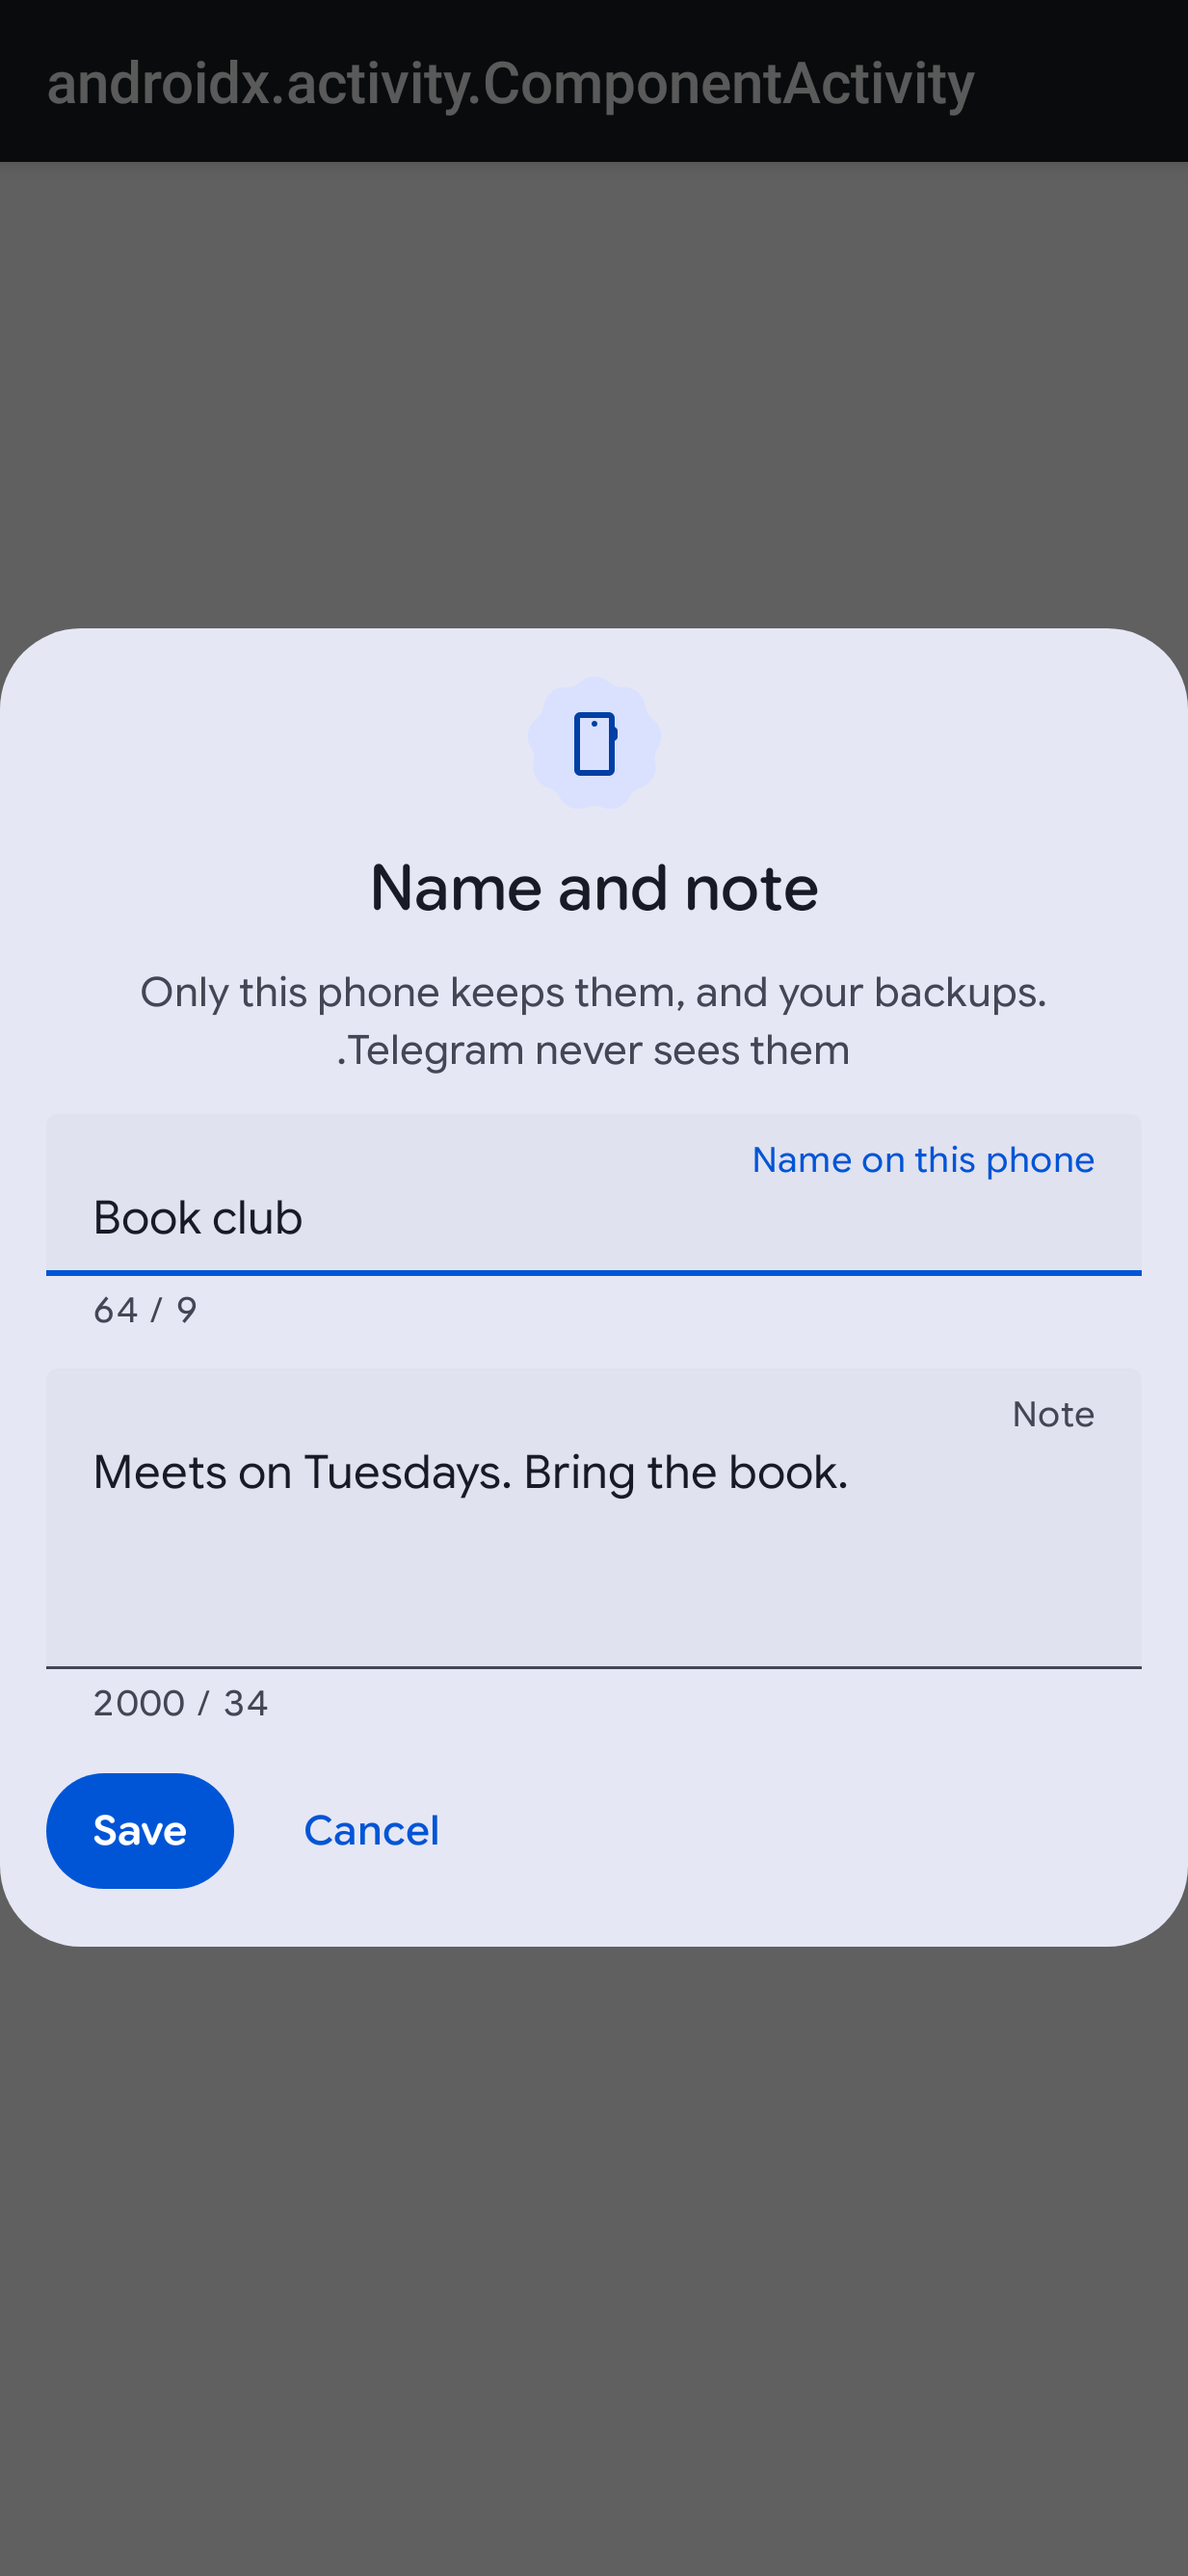 androidx.activity.ComponentActivity
Name and note
Only this phone keeps them, and your backups.
.Telegram never sees them
Name on this phone
Book club
64 / 9
Note
Meets on Tuesdays. Bring the book.
2000 / 34
Save
Cancel